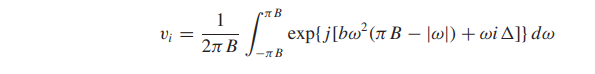 v_i = \frac{1}{2\pi B} \int_{-\pi B}^{\pi B} \exp\{j[b\omega^2(\pi B - |\omega|) + \omega i \Delta]\} \, d\omega